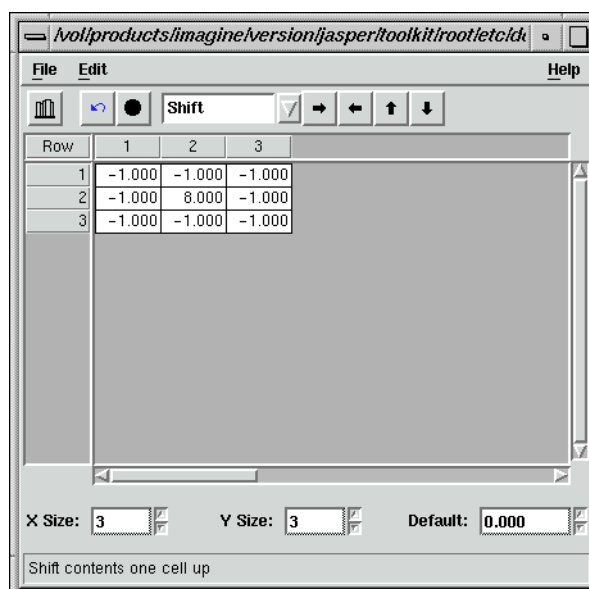 /vol/products/imagine/version/jasper/toolkit/root/etc/de
File Edit Help
Shift
Row 1 2 3
1 -1.000 -1.000 -1.000
2 -1.000 8.000 -1.000
3 -1.000 -1.000 -1.000
X Size: 3 Y Size: 3 Default: 0.000
Shift contents one cell up